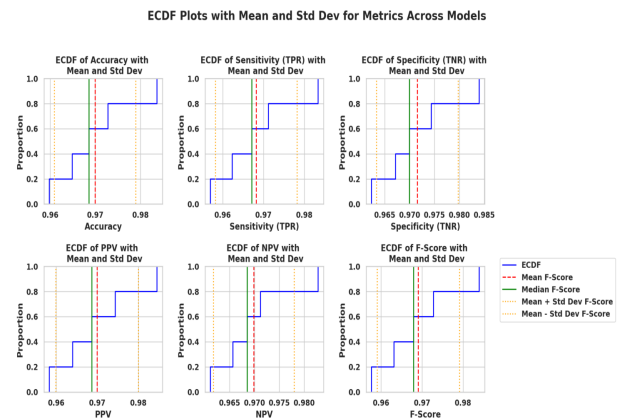 ECDF Plots with Mean and Std Dev for Metrics Across Models
ECDF of Accuracy with
Mean and Std Dev
1.0
0.8
0.6
0.4
0.2
0.0
Proportion
0.96 0.97 0.98
Accuracy
ECDF of Sensitivity (TPR) with
Mean and Std Dev
1.0
0.8
0.6
0.4
0.2
0.0
Proportion
0.96 0.97 0.98
Sensitivity (TPR)
ECDF of Specificity (TNR) with
Mean and Std Dev
1.0
0.8
0.6
0.4
0.2
0.0
Proportion
0.965 0.970 0.975 0.980 0.985
Specificity (TNR)
ECDF of PPV with
Mean and Std Dev
1.0
0.8
0.6
0.4
0.2
0.0
Proportion
0.96 0.97 0.98
PPV
ECDF of NPV with
Mean and Std Dev
1.0
0.8
0.6
0.4
0.2
0.0
Proportion
0.965 0.970 0.975 0.980
NPV
ECDF of F-Score with
Mean and Std Dev
1.0
0.8
0.6
0.4
0.2
0.0
Proportion
0.96 0.97 0.98
F-Score
ECDF
Mean F-Score
Median F-Score
Mean + Std Dev F-Score
Mean - Std Dev F-Score